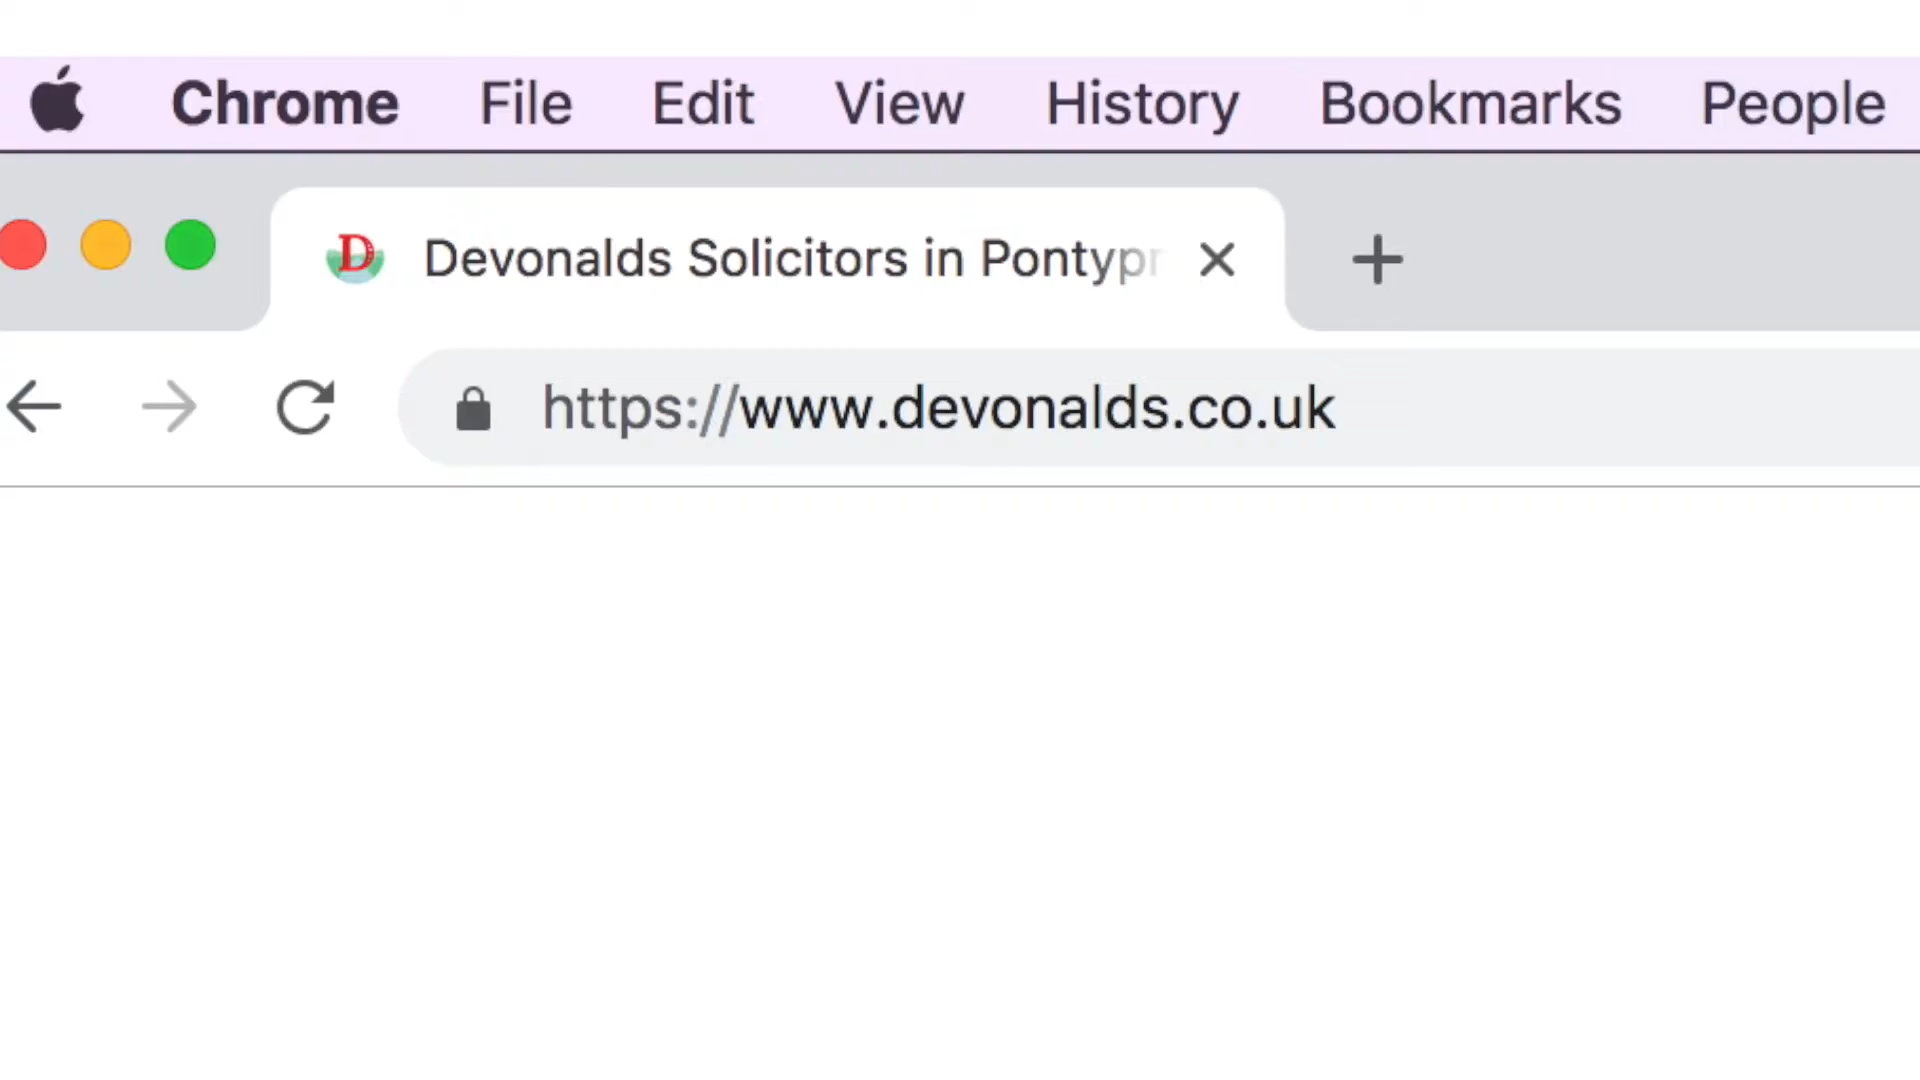 Chrome File Edit View History Bookmarks People
D Devonalds Solicitors in Pontypr
https://www.devonalds.co.uk